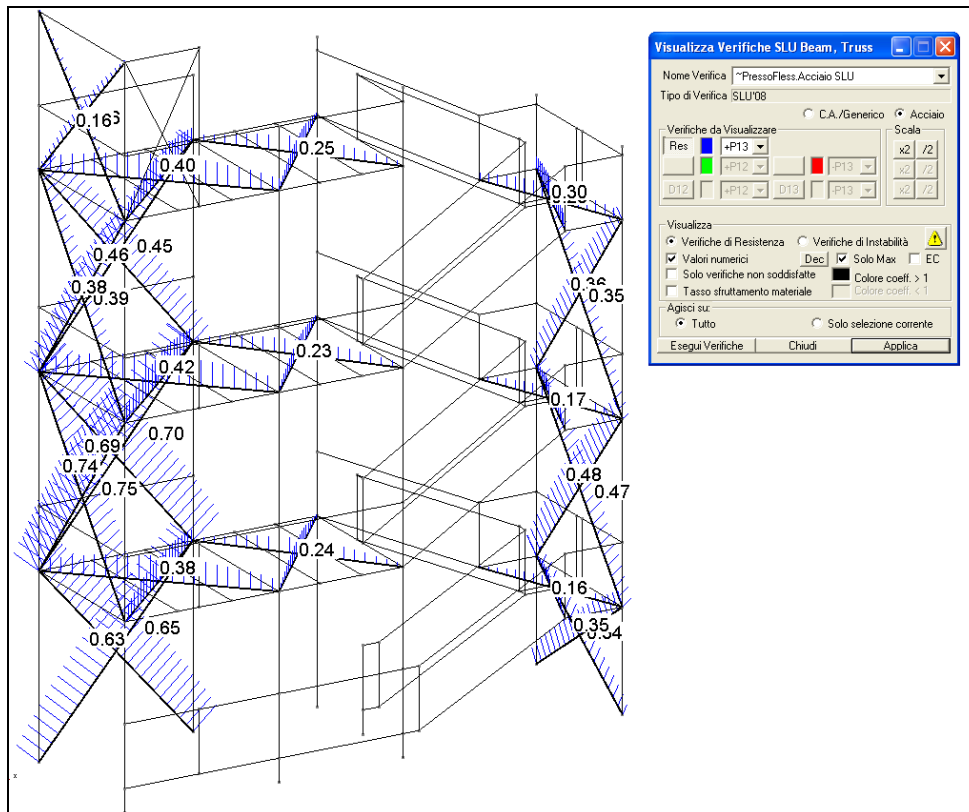 Visualizza Verifiche SLU Beam, Truss
Nome Verifica ~PressoFless.Acciaio SLU
Tipo di Verifica SLU'08
C.A./Generico Acciaio
Verifiche da Visualizzare Scala
Res +P13 x2 /2
+P12 -P13 x2 /2
D12 +P12 D13 -P13 x2 /2
Visualizza
Verifiche di Resistenza Verifiche di Instabilità
Valori numerici Dec Solo Max EC
Solo verifiche non soddisfatte Colore coeff. > 1
Tasso sfruttamento materiale Colore coeff. < 1
Agisci su:
Tutto Solo selezione corrente
Esegui Verifiche Chiudi Applica
0.16
0.25
0.40
0.30
0.45
0.46
0.36
0.38
0.35
0.39
0.23
0.42
0.17
0.70
0.69
0.74
0.48
0.75
0.47
0.24
0.38
0.16
0.65
0.35
0.63
x